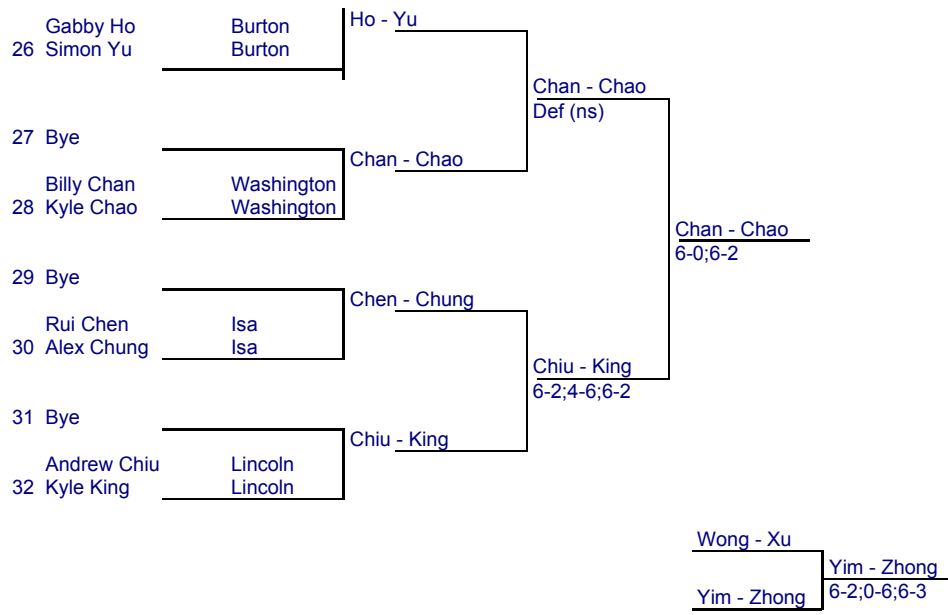 Gabby Ho Burton
26 Simon Yu Burton
Ho - Yu
Chan - Chao
Def (ns)
27 Bye
Chan - Chao
Billy Chan Washington
28 Kyle Chao Washington
Chan - Chao
6-0;6-2
29 Bye
Chen - Chung
Rui Chen Isa
30 Alex Chung Isa
Chiu - King
6-2;4-6;6-2
31 Bye
Chiu - King
Andrew Chiu Lincoln
32 Kyle King Lincoln
Wong - Xu
Yim - Zhong
6-2;0-6;6-3
Yim - Zhong